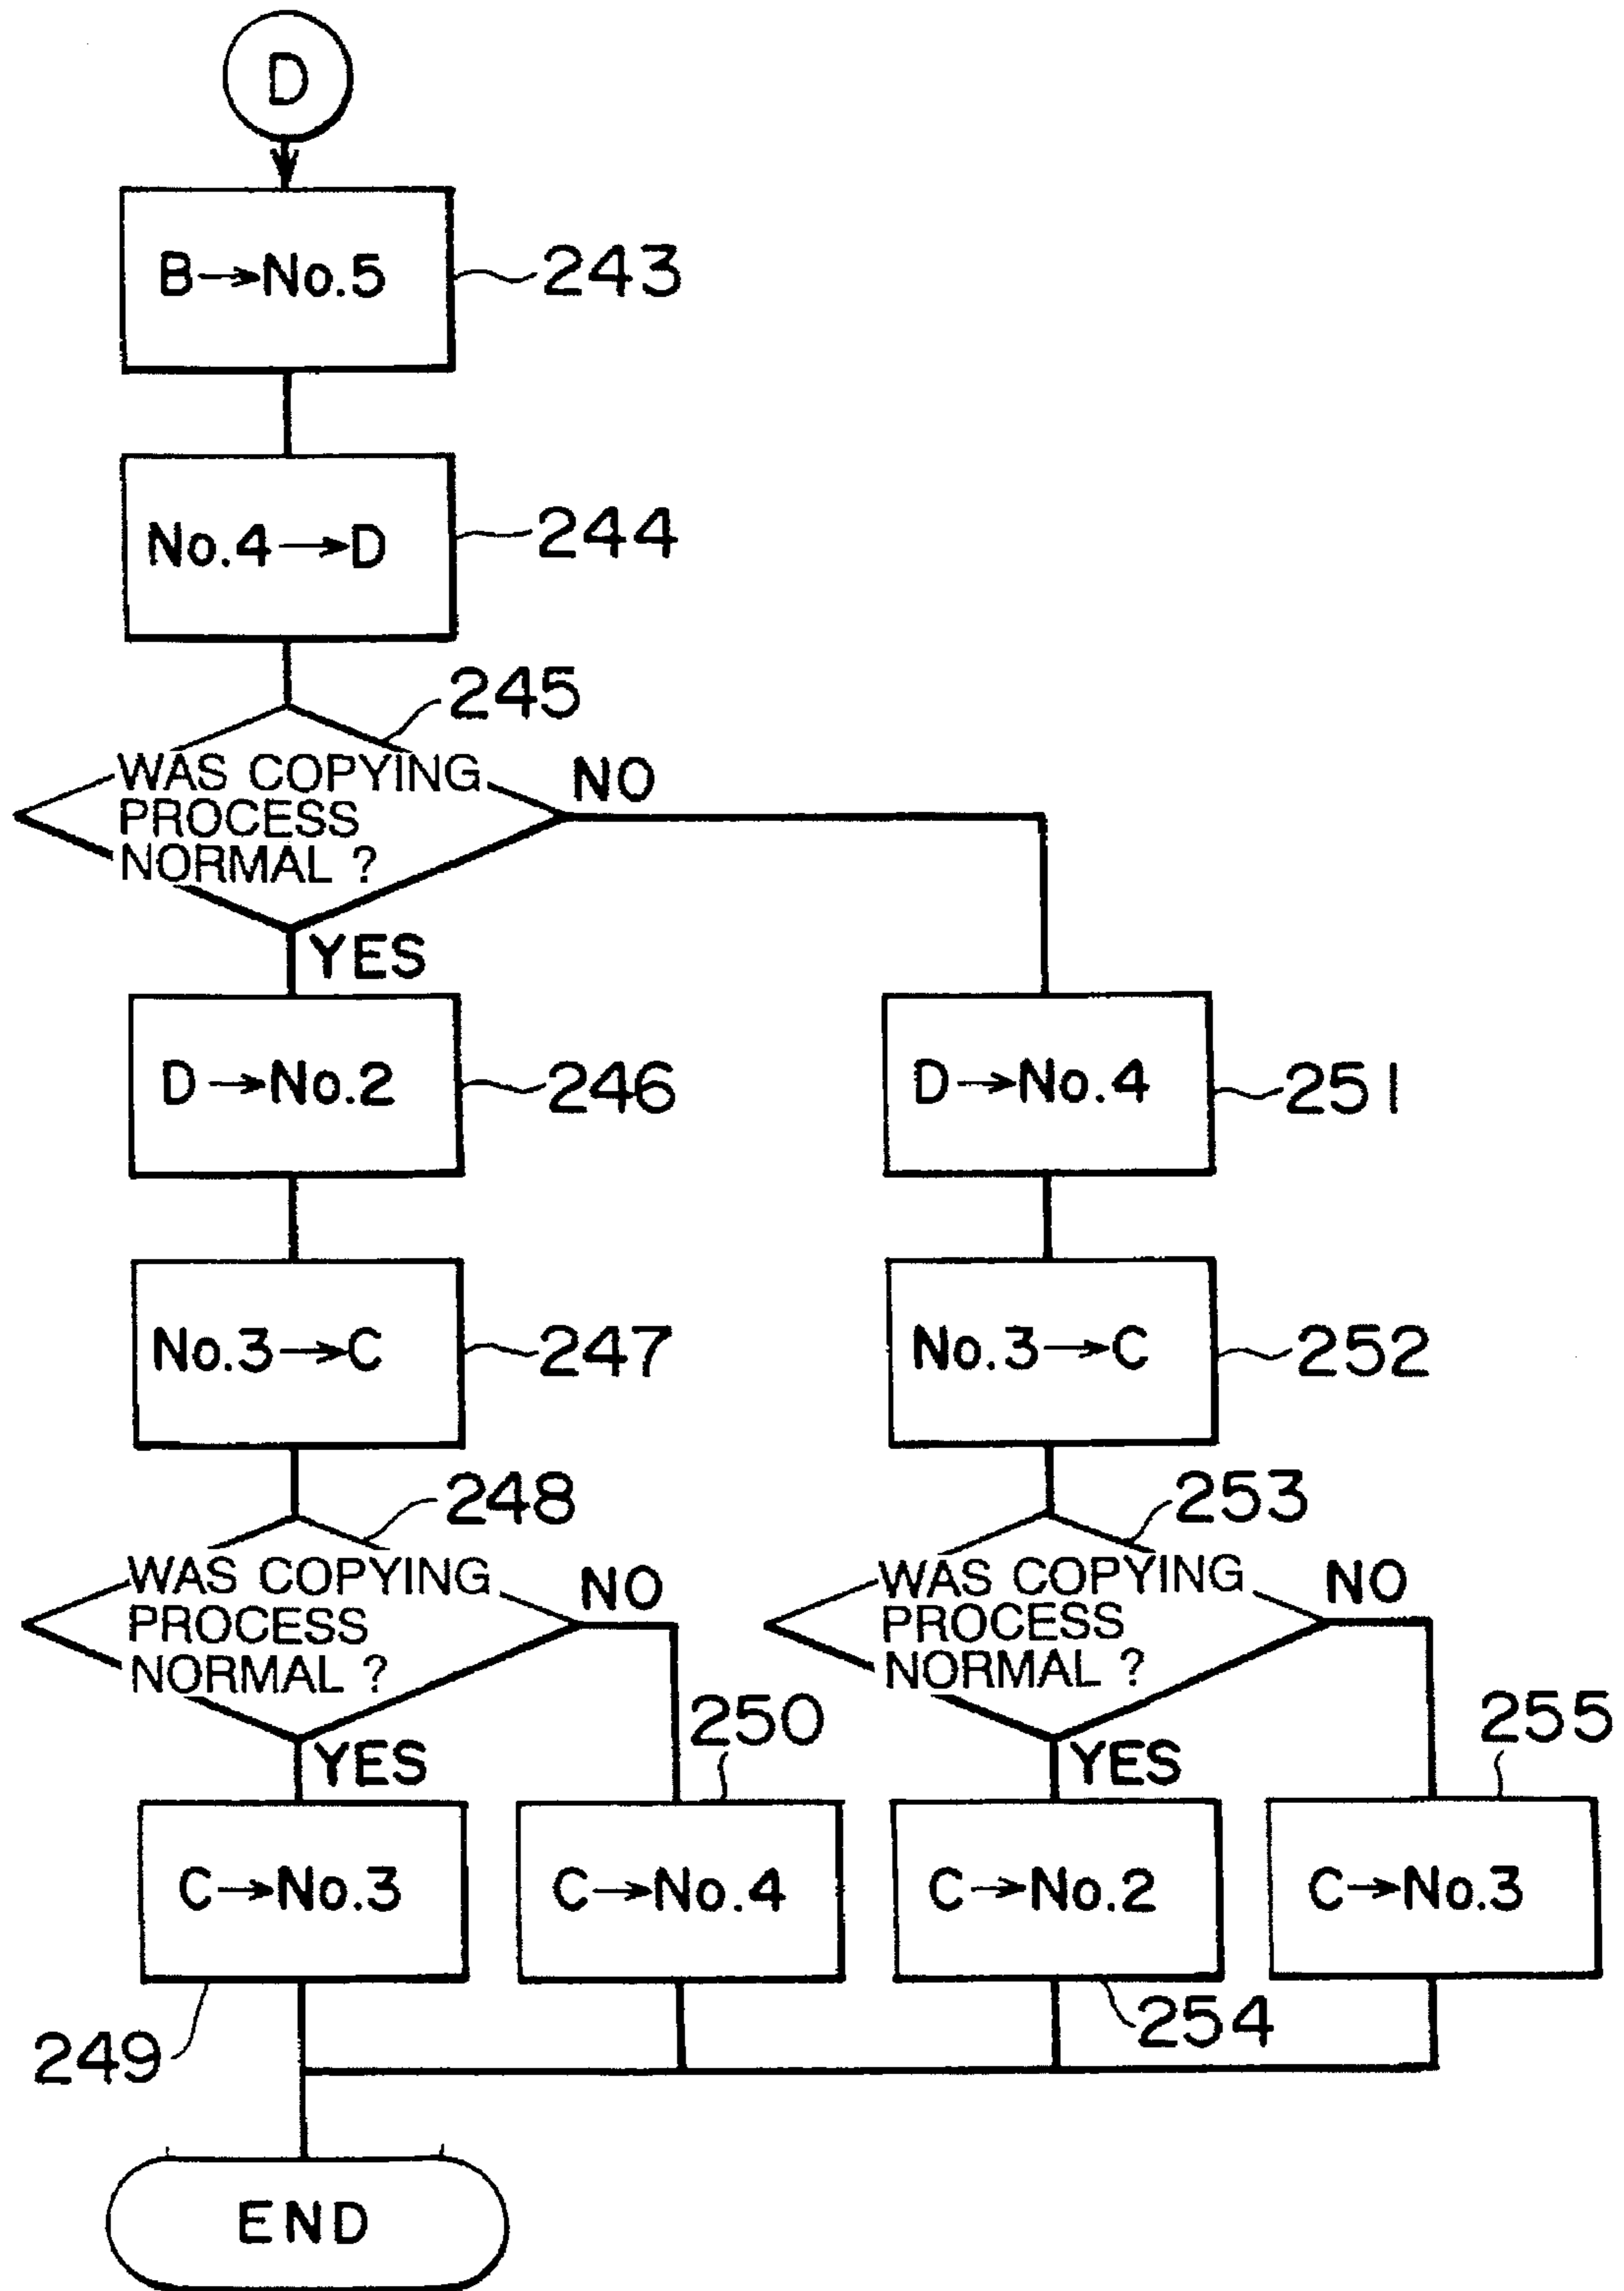 D
B→No.5
243
No.4→D
244
245
WAS COPYING
PROCESS
NORMAL ?
NO
YES
D→No.2
246
D→No.4
251
No.3→C
247
No.3→C
252
248
WAS COPYING
PROCESS
NORMAL ?
NO
YES
253
WAS COPYING
PROCESS
NORMAL ?
NO
YES
250
255
C→No.3
C→No.4
C→No.2
C→No.3
249
254
END